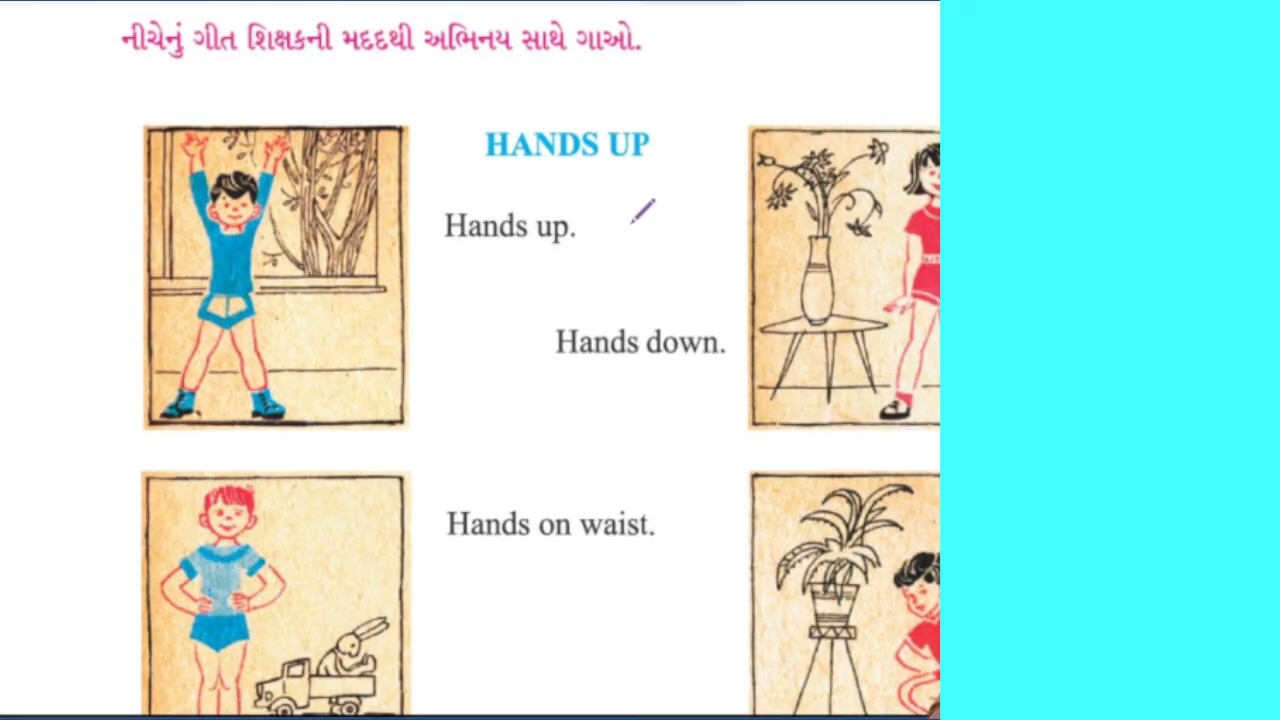 નીચેનું ગીત શિક્ષકની મદદથી અભિનય સાથે ગાઓ.
HANDS UP
Hands up.
Hands down.
Hands on waist.